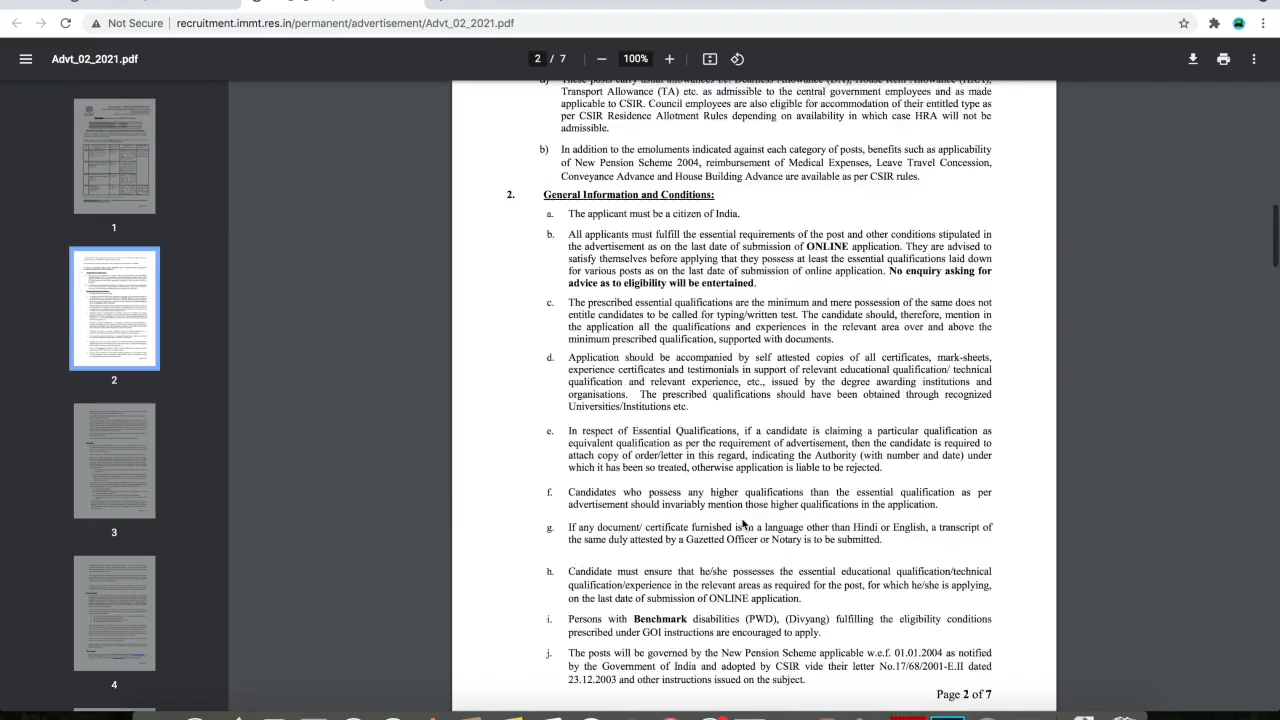 Not Secure
recruitment.immt.res.in/permanent/advertisement/Advt_02_2021.pdf
Advt_02_2021.pdf
2 / 7
100%
1
2
3
4
a) These posts carry usual allowances i.e. Dearness Allowance (DA), House Rent Allowance (HRA),
Transport Allowance (TA) etc. as admissible to the central government employees and as made
applicable to CSIR. Council employees are also eligible for accommodation of their entitled type as
per CSIR Residence Allotment Rules depending on availability in which case HRA will not be
admissible.
b) In addition to the emoluments indicated against each category of posts, benefits such as applicability
of New Pension Scheme 2004, reimbursement of Medical Expenses, Leave Travel Concession,
Conveyance Advance and House Building Advance are available as per CSIR rules.
2. General Information and Conditions:
a. The applicant must be a citizen of India.
b. All applicants must fulfill the essential requirements of the post and other conditions stipulated in
the advertisement as on the last date of submission of ONLINE application. They are advised to
satisfy themselves before applying that they possess at least the essential qualifications laid down
for various posts as on the last date of submission of online application. No enquiry asking for
advice as to eligibility will be entertained.
c. The prescribed essential qualifications are the minimum and mere possession of the same does not
entitle candidates to be called for typing/written test. The candidate should, therefore, mention in
the application all the qualifications and experiences in the relevant area over and above the
minimum prescribed qualification, supported with documents.
d. Application should be accompanied by self attested copies of all certificates, mark-sheets,
experience certificates and testimonials in support of relevant educational qualification/ technical
qualification and relevant experience, etc., issued by the degree awarding institutions and
organisations. The prescribed qualifications should have been obtained through recognized
Universities/Institutions etc.
e. In respect of Essential Qualifications, if a candidate is claiming a particular qualification as
equivalent qualification as per the requirement of advertisement, then the candidate is required to
attach copy of order/letter in this regard, indicating the Authority (with number and date) under
which it has been so treated, otherwise application is liable to be rejected.
f. Candidates who possess any higher qualifications than the essential qualification as per
advertisement should invariably mention those higher qualifications in the application.
g. If any document/ certificate furnished is in a language other than Hindi or English, a transcript of
the same duly attested by a Gazetted Officer or Notary is to be submitted.
h. Candidate must ensure that he/she possesses the essential educational qualification/technical
qualification/experience in the relevant areas as required for the post, for which he/she is applying,
on the last date of submission of ONLINE application.
i. Persons with Benchmark disabilities (PWD), (Divyang) fulfilling the eligibility conditions
prescribed under GOI instructions are encouraged to apply.
j. The posts will be governed by the New Pension Scheme applicable w.e.f. 01.01.2004 as notified
by the Government of India and adopted by CSIR vide their letter No.17/68/2001-E.II dated
23.12.2003 and other instructions issued on the subject.
Page 2 of 7